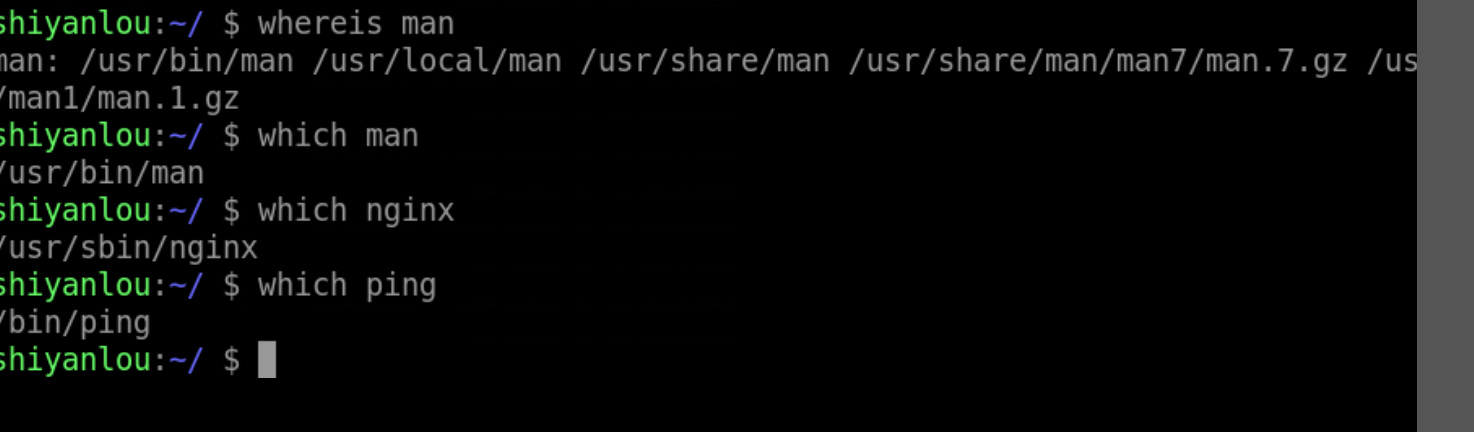 shiyanlou:~/ $ whereis man
man: /usr/bin/man /usr/local/man /usr/share/man /usr/share/man/man7/man.7.gz /us
/man1/man.1.gz
shiyanlou:~/ $ which man
/usr/bin/man
shiyanlou:~/ $ which nginx
/usr/sbin/nginx
shiyanlou:~/ $ which ping
/bin/ping
shiyanlou:~/ $